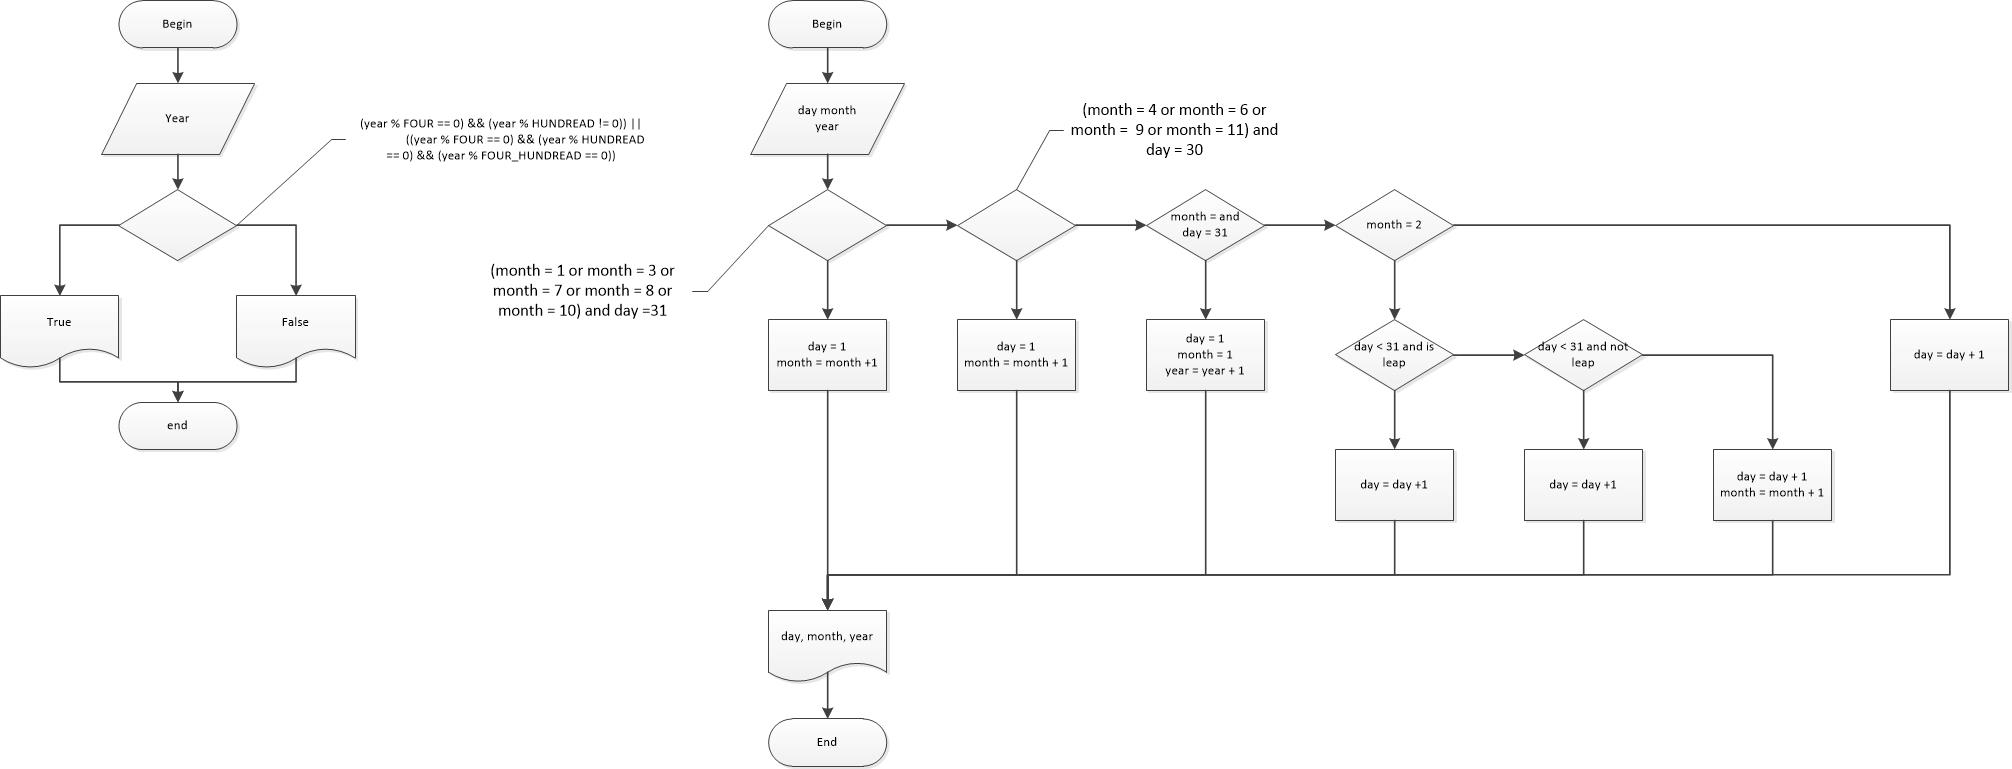 Begin
Year
(year % FOUR == 0) && (year % HUNDREAD != 0)) ||
((year % FOUR == 0) && (year % HUNDREAD
== 0) && (year % FOUR_HUNDREAD == 0))
True
False
end
Begin
day month
year
(month = 1 or month = 3 or
month = 7 or month = 8 or
month = 10) and day =31
(month = 4 or month = 6 or
month = 9 or month = 11) and
day = 30
month = and
day = 31
month = 2
day = 1
month = month +1
day = 1
month = month + 1
day = 1
month = 1
year = year + 1
day < 31 and is
leap
day < 31 and not
leap
day = day + 1
day = day +1
day = day +1
day = day + 1
month = month + 1
day, month, year
End